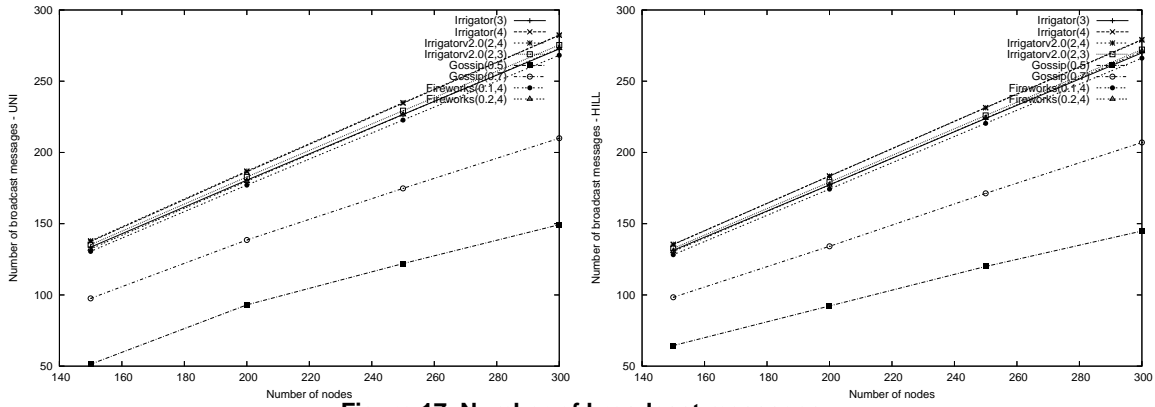 Number of broadcast messages - UNI
300
250
200
150
100
50
140 160 180 200 220 240 260 280 300
Number of nodes
Irrigator(3)
Irrigator(4)
Irrigatorv2.0(2,4)
Irrigatorv2.0(2,3)
Gossip(0.5)
Gossip(0.7)
Fireworks(0.1,4)
Fireworks(0.2,4)
Number of broadcast messages - HILL
300
250
200
150
100
50
140 160 180 200 220 240 260 280 300
Number of nodes
Irrigator(3)
Irrigator(4)
Irrigatorv2.0(2,4)
Irrigatorv2.0(2,3)
Gossip(0.5)
Gossip(0.7)
Fireworks(0.1,4)
Fireworks(0.2,4)